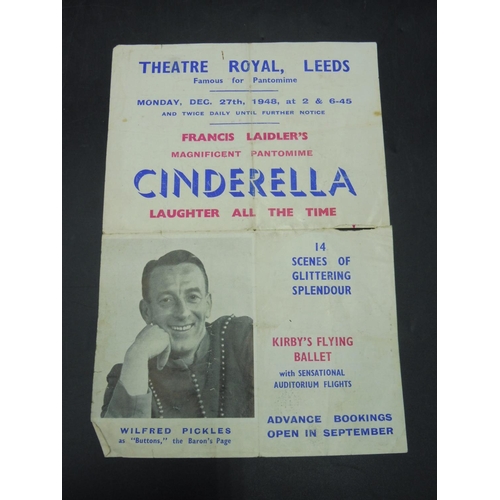 THEATRE ROYAL, LEEDS
Famous for Pantomime
MONDAY, DEC. 27th, 1948, at 2 & 6-45
AND TWICE DAILY UNTIL FURTHER NOTICE
FRANCIS LAIDLER'S
MAGNIFICENT PANTOMIME
CINDERELLA
LAUGHTER ALL THE TIME
14
SCENES OF
GLITTERING
SPLENDOUR
KIRBY'S FLYING
BALLET
with SENSATIONAL
AUDITORIUM FLIGHTS
WILFRED PICKLES
as "Buttons," the Baron's Page
ADVANCE BOOKINGS
OPEN IN SEPTEMBER